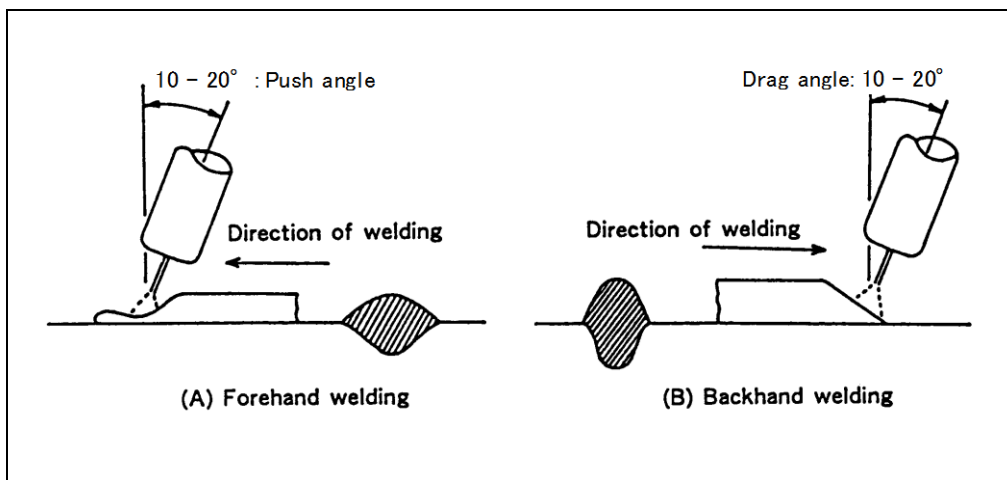 10 – 20° : Push angle
Drag angle: 10 – 20°
Direction of welding
Direction of welding
(A) Forehand welding
(B) Backhand welding